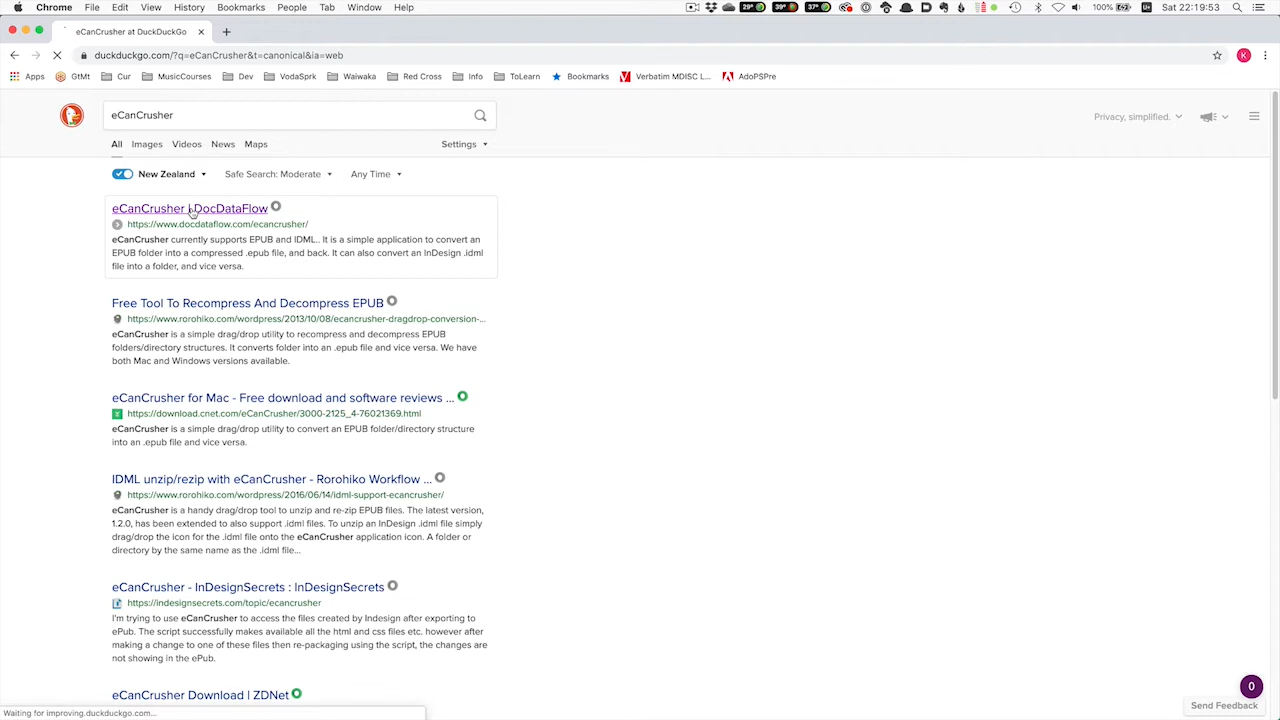 Chrome File Edit View History Bookmarks People Tab Window Help
29° 39° 37° 100% Sat 22:19:53
eCanCrusher at DuckDuckGo
duckduckgo.com/?q=eCanCrusher&t=canonical&ia=web
K
Apps GtMt Cur MusicCourses Dev VodaSprk Waiwaka Red Cross Info ToLearn Bookmarks Verbatim MDISC L... AdoPSPre
eCanCrusher
Privacy, simplified.
All Images Videos News Maps Settings
New Zealand Safe Search: Moderate Any Time
eCanCrusher | DocDataFlow
https://www.docdataflow.com/ecancrusher/
eCanCrusher currently supports EPUB and IDML.. It is a simple application to convert an
EPUB folder into a compressed .epub file, and back. It can also convert an InDesign .idml
file into a folder, and vice versa.
Free Tool To Recompress And Decompress EPUB
https://www.rorohiko.com/wordpress/2013/10/08/ecancrusher-dragdrop-conversion-...
eCanCrusher is a simple drag/drop utility to recompress and decompress EPUB
folders/directory structures. It converts folder into an .epub file and vice versa. We have
both Mac and Windows versions available.
eCanCrusher for Mac - Free download and software reviews ...
https://download.cnet.com/eCanCrusher/3000-2125_4-76021369.html
eCanCrusher is a simple drag/drop utility to convert an EPUB folder/directory structure
into an .epub file and vice versa.
IDML unzip/rezip with eCanCrusher - Rorohiko Workflow ...
https://www.rorohiko.com/wordpress/2016/06/14/idml-support-ecancrusher/
eCanCrusher is a handy drag/drop tool to unzip and re-zip EPUB files. The latest version,
1.2.0, has been extended to also support .idml files. To unzip an InDesign .idml file simply
drag/drop the icon for the .idml file onto the eCanCrusher application icon. A folder or
directory by the same name as the .idml file...
eCanCrusher - InDesignSecrets : InDesignSecrets
https://indesignsecrets.com/topic/ecancrusher
I'm trying to use eCanCrusher to access the files created by Indesign after exporting to
ePub. The script successfully makes available all the html and css files etc. however after
making a change to one of these files then re-packaging using the script, the changes are
not showing in the ePub.
eCanCrusher Download | ZDNet
0
Send Feedback
Waiting for improving.duckduckgo.com...